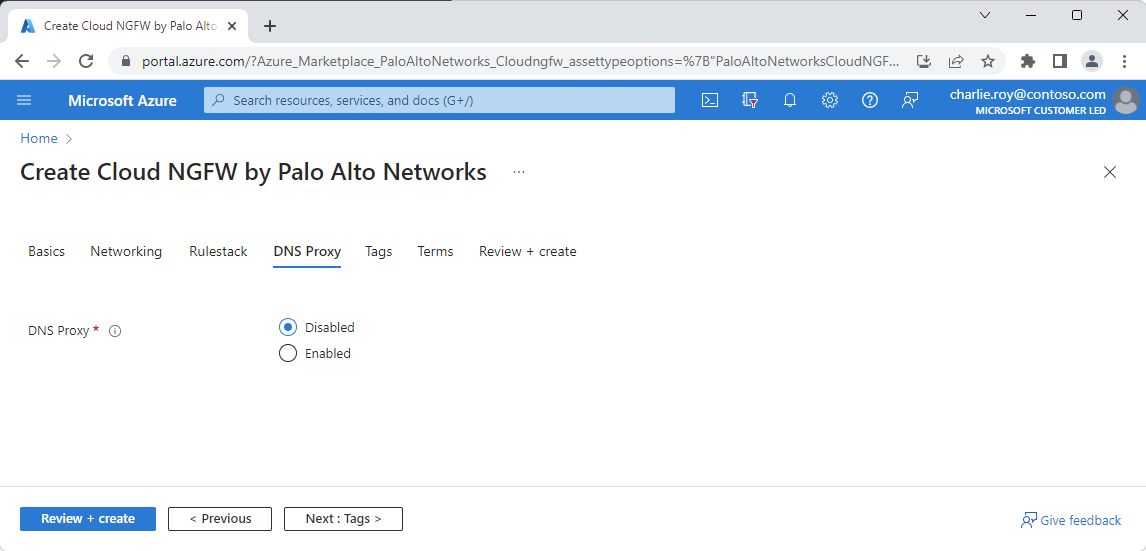 Create Cloud NGFW by Palo Alto
portal.azure.com/?Azure_Marketplace_PaloAltoNetworks_Cloudngfw_assettypeoptions=%7B"PaloAltoNetworksCloudNGF...
Microsoft Azure
Search resources, services, and docs (G+/)
charlie.roy@contoso.com
MICROSOFT CUSTOMER LED
Home
Create Cloud NGFW by Palo Alto Networks ...
Basics Networking Rulestack DNS Proxy Tags Terms Review + create
DNS Proxy *
Disabled
Enabled
Review + create < Previous Next : Tags > Give feedback